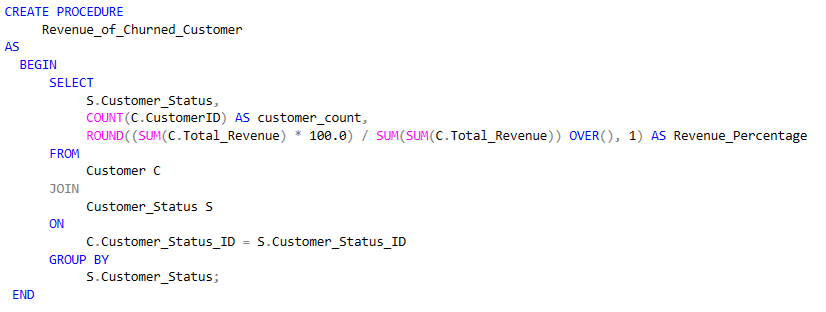 CREATE PROCEDURE
Revenue_of_Churned_Customer
AS
BEGIN
SELECT
S.Customer_Status,
COUNT(C.CustomerID) AS customer_count,
ROUND((SUM(C.Total_Revenue) * 100.0) / SUM(SUM(C.Total_Revenue)) OVER(), 1) AS Revenue_Percentage
FROM
Customer C
JOIN
Customer_Status S
ON
C.Customer_Status_ID = S.Customer_Status_ID
GROUP BY
S.Customer_Status;
END